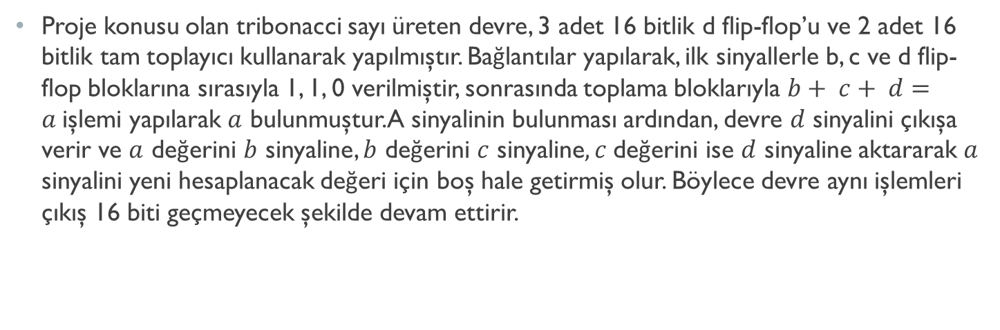 • Proje konusu olan tribonacci sayı üreten devre, 3 adet 16 bitlik d flip-flop’u ve 2 adet 16
bitlik tam toplayıcı kullanarak yapılmıştır. Bağlantılar yapılarak, ilk sinyallerle b, c ve d flip-
flop bloklarına sırasıyla 1, 1, 0 verilmiştir, sonrasında toplama bloklarıyla 𝑏 + 𝑐 + 𝑑 =
𝑎 işlemi yapılarak 𝑎 bulunmuştur.A sinyalinin bulunması ardından, devre 𝑑 sinyalini çıkışa
verir ve 𝑎 değerini 𝑏 sinyaline, 𝑏 değerini 𝑐 sinyaline, 𝑐 değerini ise 𝑑 sinyaline aktararak 𝑎
sinyalini yeni hesaplanacak değeri için boş hale getirmiş olur. Böylece devre aynı işlemleri
çıkış 16 biti geçmeyecek şekilde devam ettirir.